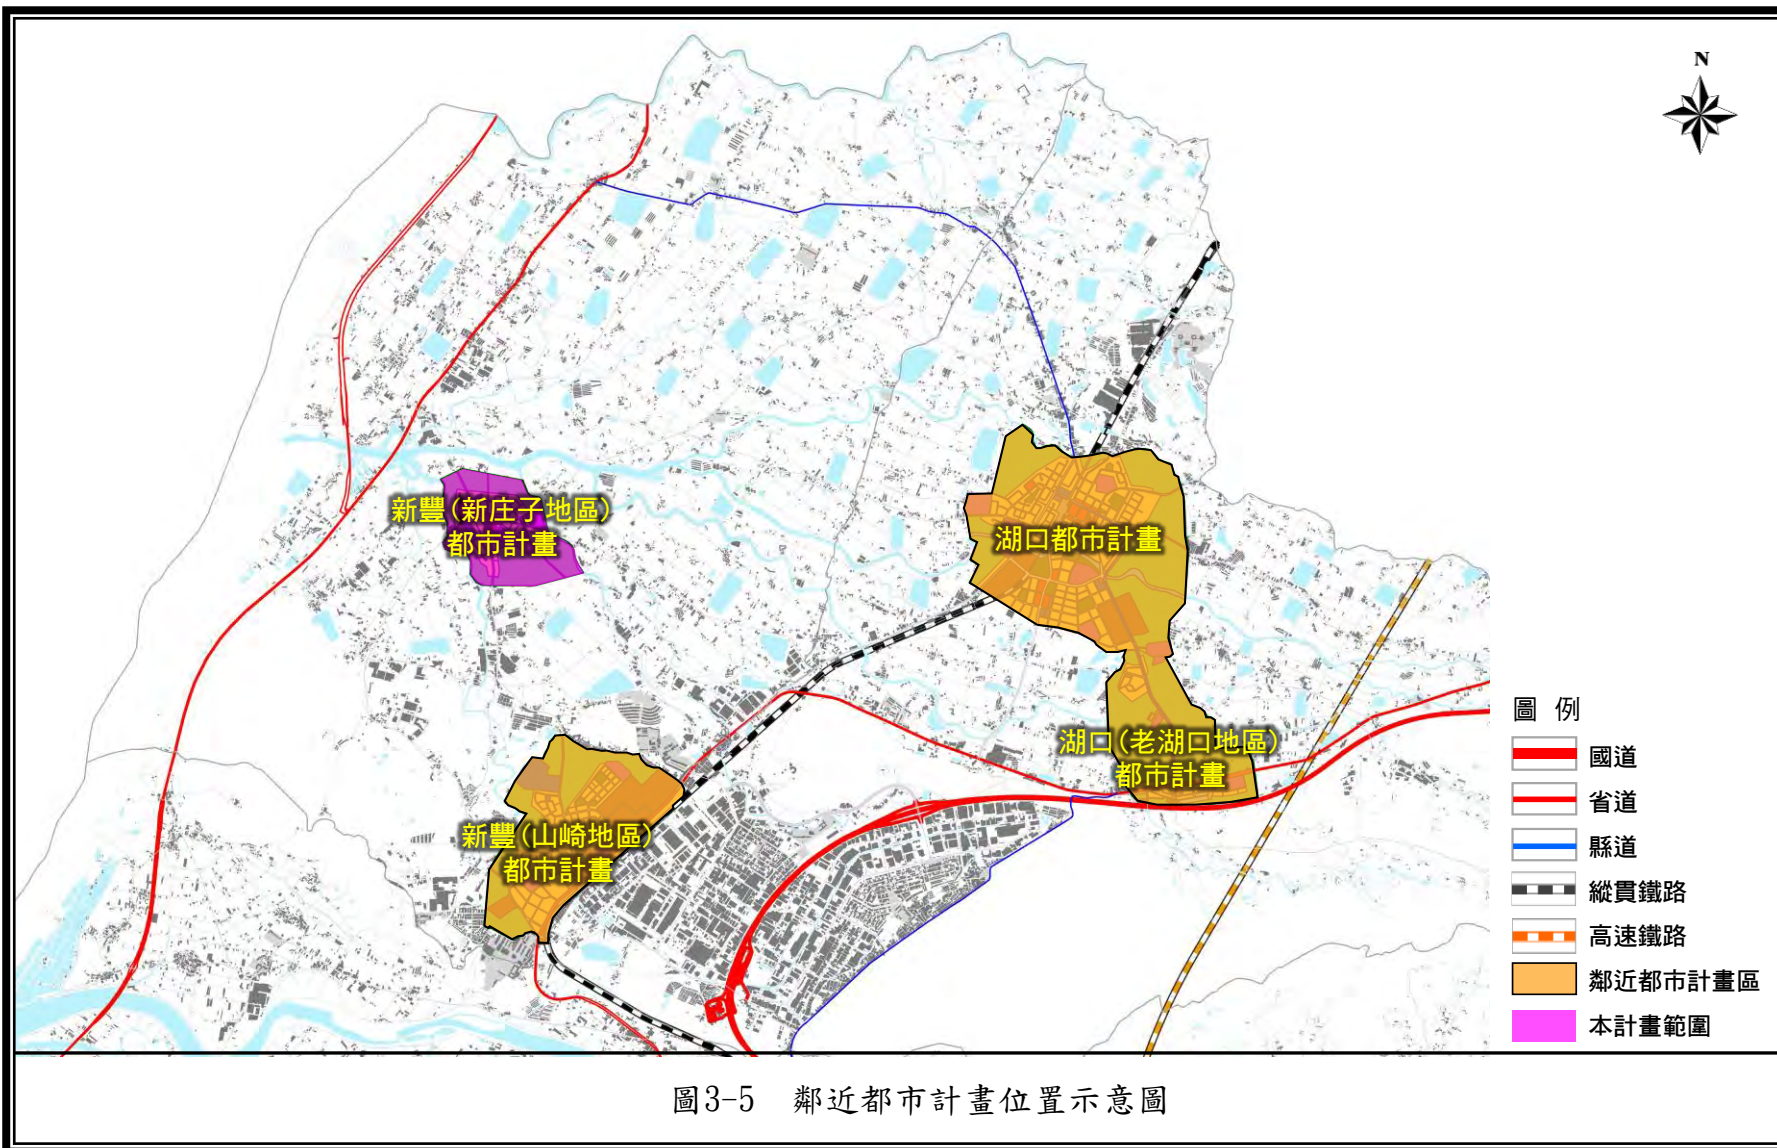 N
新豐(新庄子地區)
都市計畫
湖口都市計畫
湖口(老湖口地區)
都市計畫
新豐(山崎地區)
都市計畫
圖 例
國道
省道
縣道
縱貫鐵路
高速鐵路
鄰近都市計畫區
本計畫範圍
圖3-5 鄰近都市計畫位置示意圖